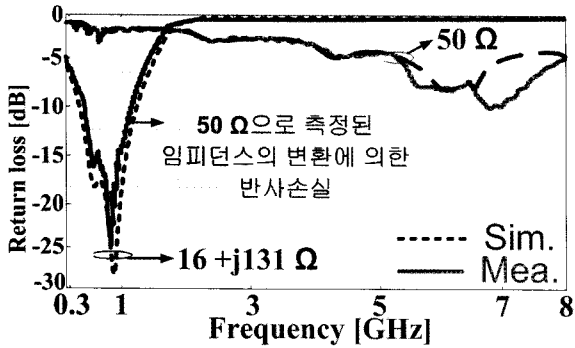 0
-5
-10
-15
-20
-25
-30
Return loss [dB]
50 Ω
50 Ω으로 측정된
임피던스의 변환에 의한
반사손실
16 +j131 Ω
Sim.
Mea.
0.3 1 3 5 7 8
Frequency [GHz]